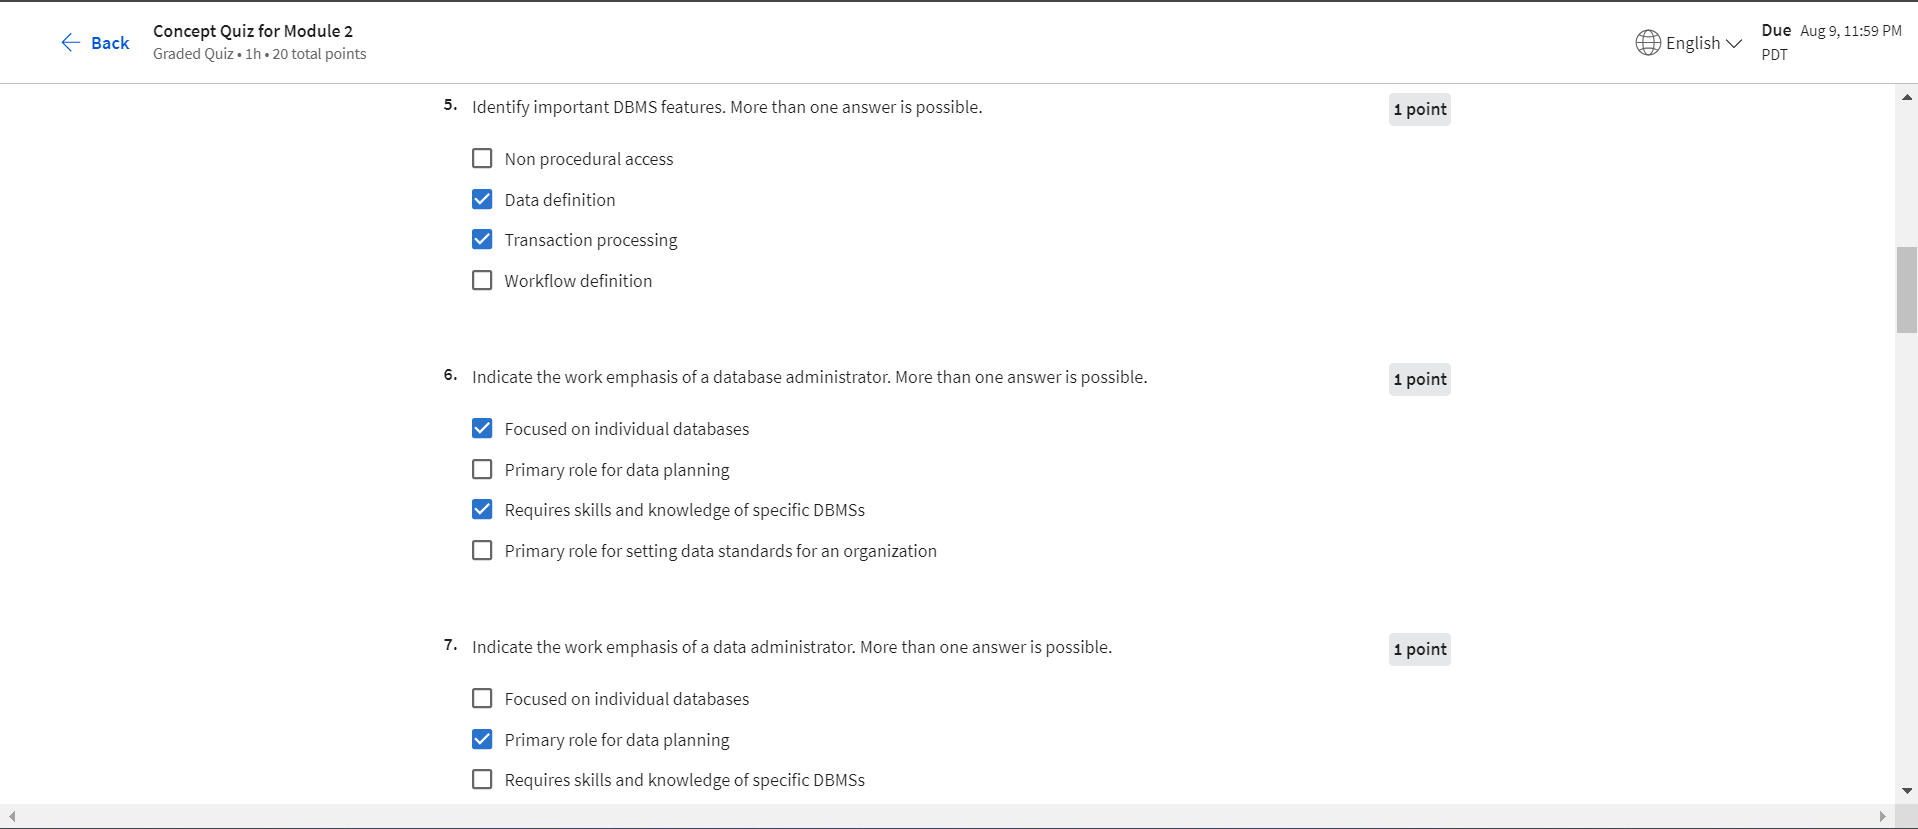 Back
Concept Quiz for Module 2
Graded Quiz • 1h • 20 total points
English
Due Aug 9, 11:59 PM
PDT
5. Identify important DBMS features. More than one answer is possible.
1 point
Non procedural access
Data definition
Transaction processing
Workflow definition
6. Indicate the work emphasis of a database administrator. More than one answer is possible.
1 point
Focused on individual databases
Primary role for data planning
Requires skills and knowledge of specific DBMSs
Primary role for setting data standards for an organization
7. Indicate the work emphasis of a data administrator. More than one answer is possible.
1 point
Focused on individual databases
Primary role for data planning
Requires skills and knowledge of specific DBMSs